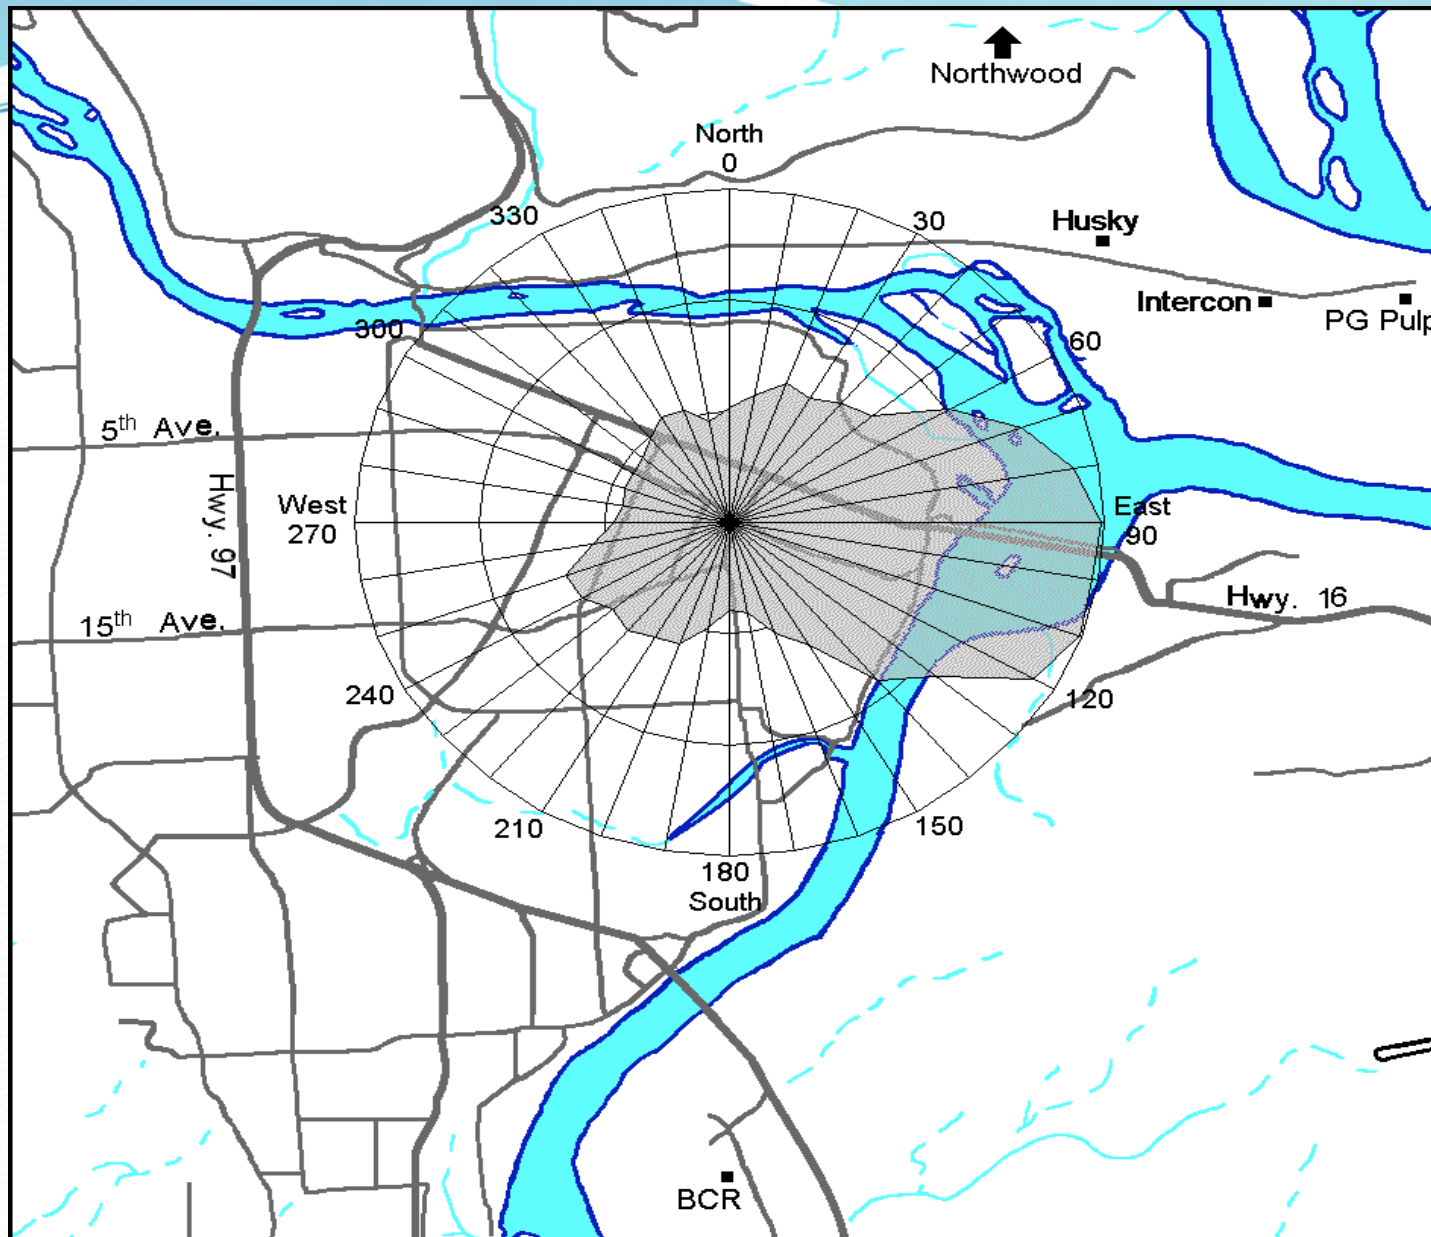 Northwood
North
0
330
30
Husky
Intercon
PG Pulp
300
60
5th Ave.
Hwy. 97
West
270
East
90
Hwy. 16
15th Ave.
240
120
210
150
180
South
BCR